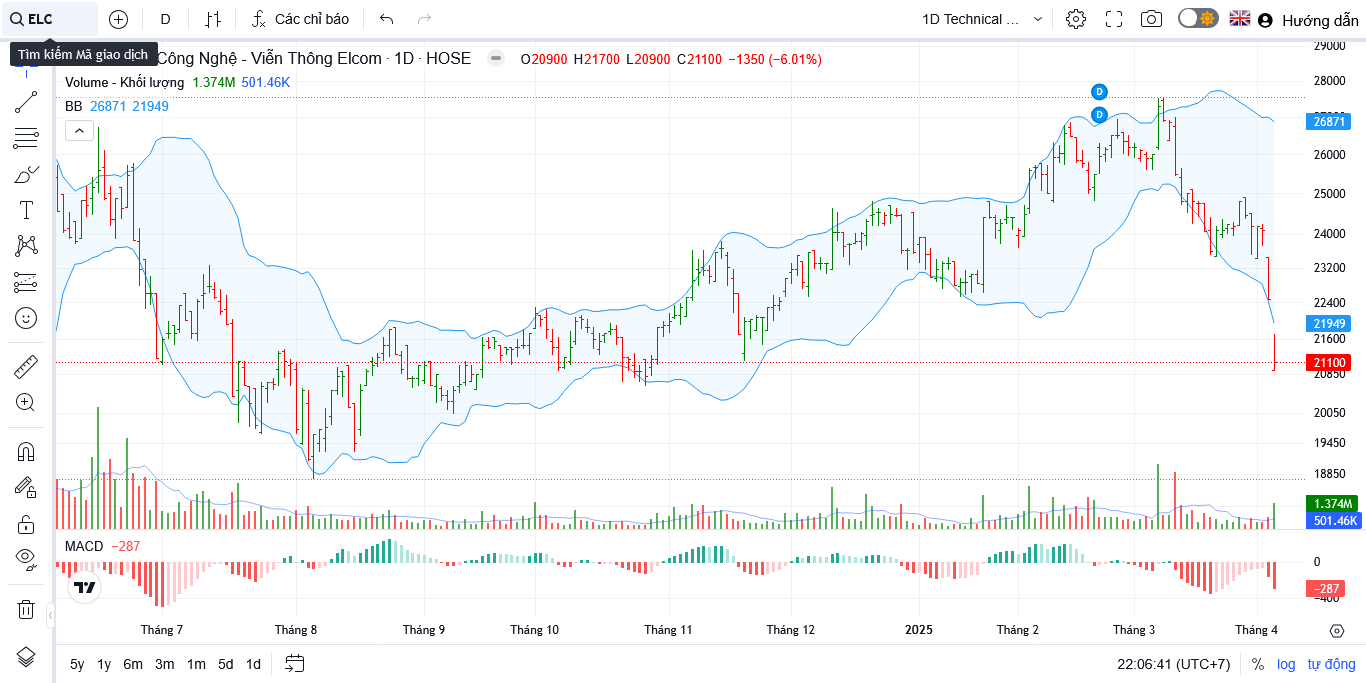 ELC
D
Các chỉ báo
1D Technical ...
Hướng dẫn
Tìm kiếm Mã giao dịch
Công Nghệ - Viễn Thông Elcom · 1D · HOSE
O20900 H21700 L20900 C21100 −1350 (−6.01%)
Volume - Khối lượng 1.374M 501.46K
BB 26871 21949
D
D
29000
28000
26871
26000
25000
24000
23200
22400
21949
21600
21100
20850
20050
19450
18850
1.374M
501.46K
MACD −287
0
−287
−400
Tháng 7
Tháng 8
Tháng 9
Tháng 10
Tháng 11
Tháng 12
2025
Tháng 2
Tháng 3
Tháng 4
5y 1y 6m 3m 1m 5d 1d
22:06:41 (UTC+7)
% log tự động